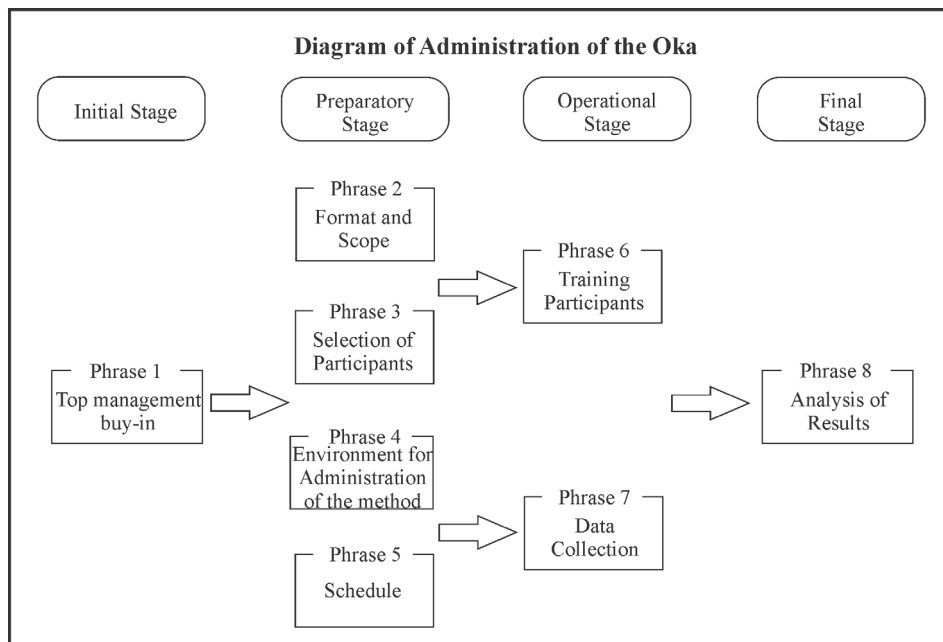 Diagram of Administration of the Oka
Initial Stage
Preparatory
Stage
Operational
Stage
Final
Stage
Phrase 1
Top management
buy-in
Phrase 2
Format and
Scope
Phrase 3
Selection of
Participants
Phrase 4
Environment for
Administration
of the method
Phrase 5
Schedule
Phrase 6
Training
Participants
Phrase 7
Data
Collection
Phrase 8
Analysis of
Results